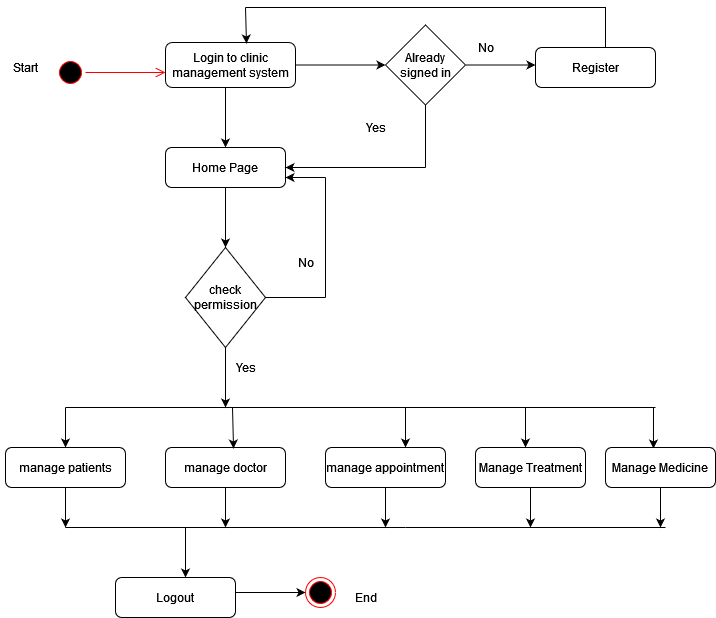 Start
Login to clinic
management system
Already
signed in
No
Register
Yes
Home Page
No
check
permission
Yes
manage patients
manage doctor
manage appointment
Manage Treatment
Manage Medicine
Logout
End